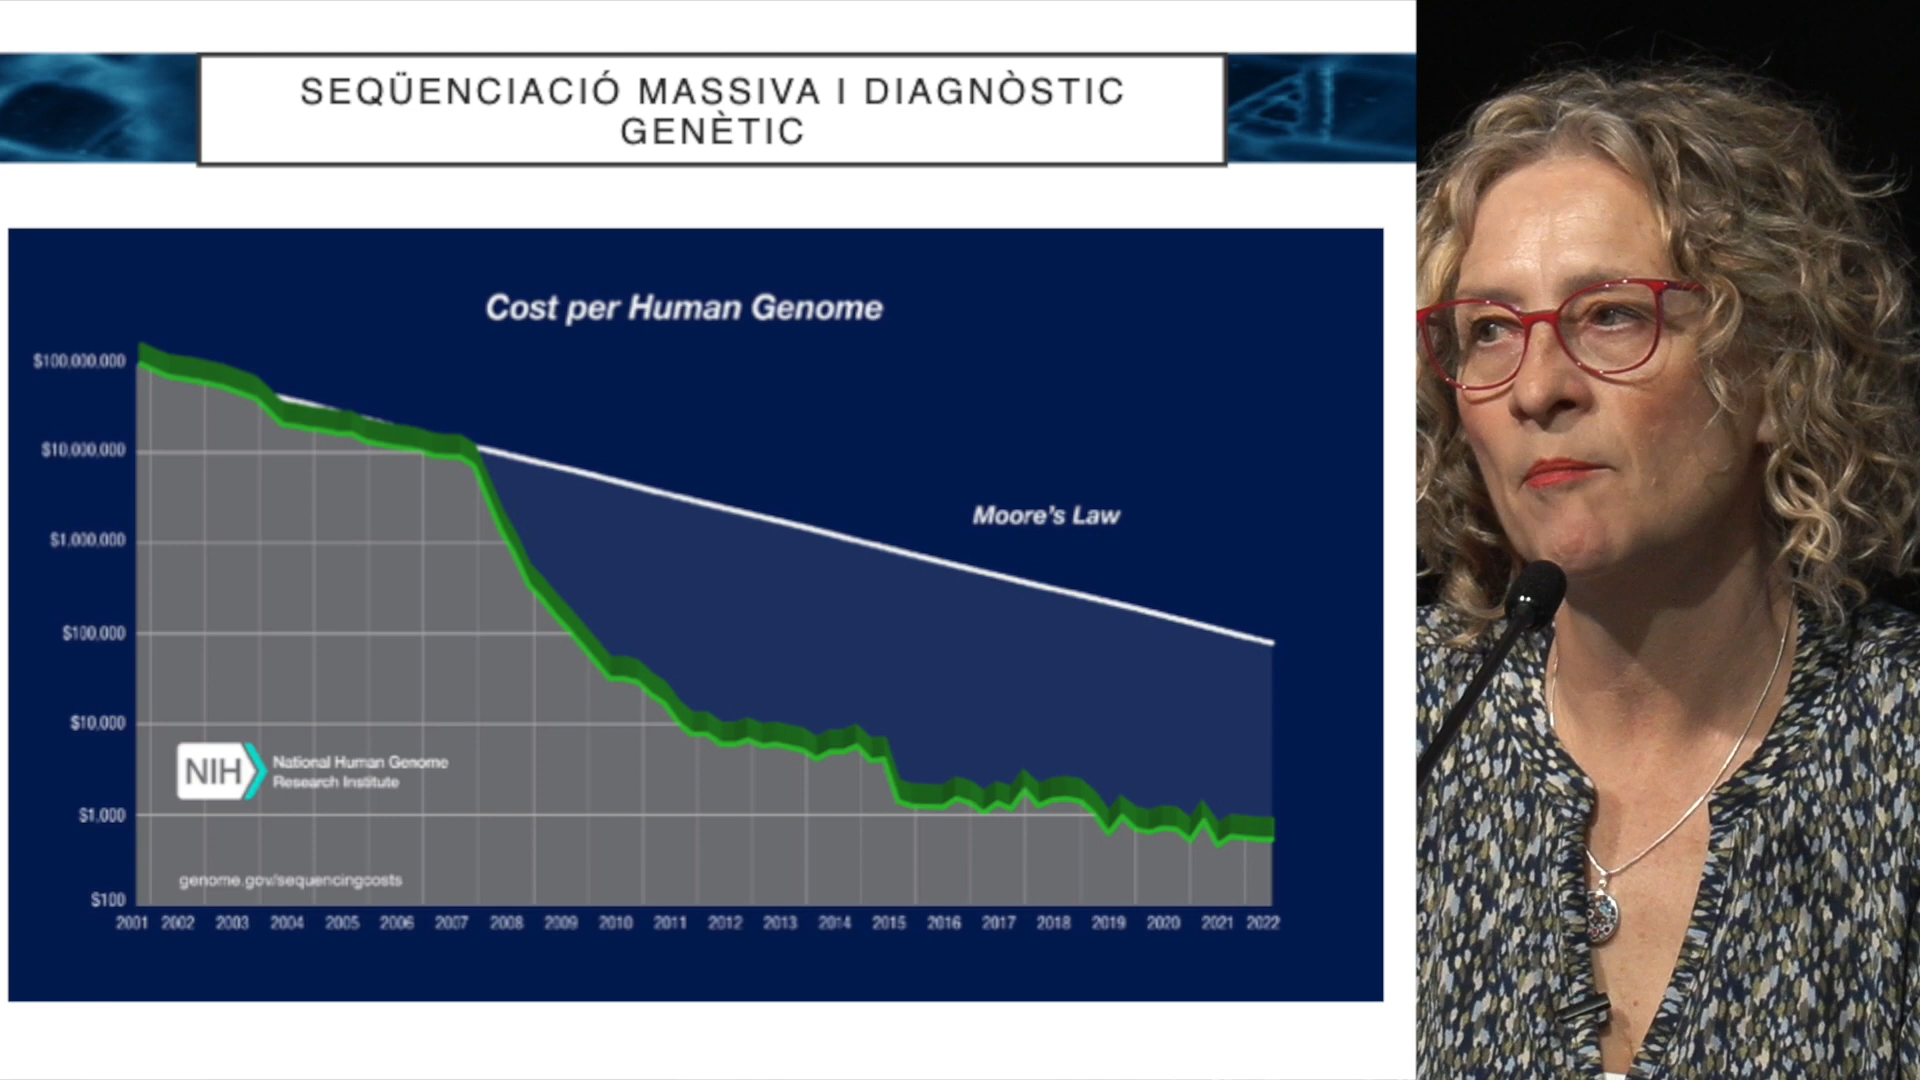 SEQÜENCIACIÓ MASSIVA I DIAGNÒSTIC
GENÈTIC
Cost per Human Genome
$100,000,000
$10,000,000
$1,000,000
$100,000
$10,000
$1,000
$100
Moore's Law
NIH
National Human Genome
Research Institute
genome.gov/sequencingcosts
2001 2002 2003 2004 2005 2006 2007 2008 2009 2010 2011 2012 2013 2014 2015 2016 2017 2018 2019 2020 2021 2022